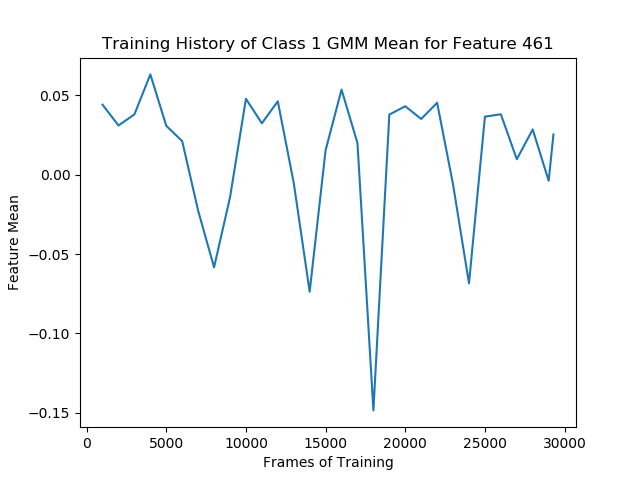 Training History of Class 1 GMM Mean for Feature 461
0.05
0.00
−0.05
−0.10
−0.15
Feature Mean
0 5000 10000 15000 20000 25000 30000
Frames of Training